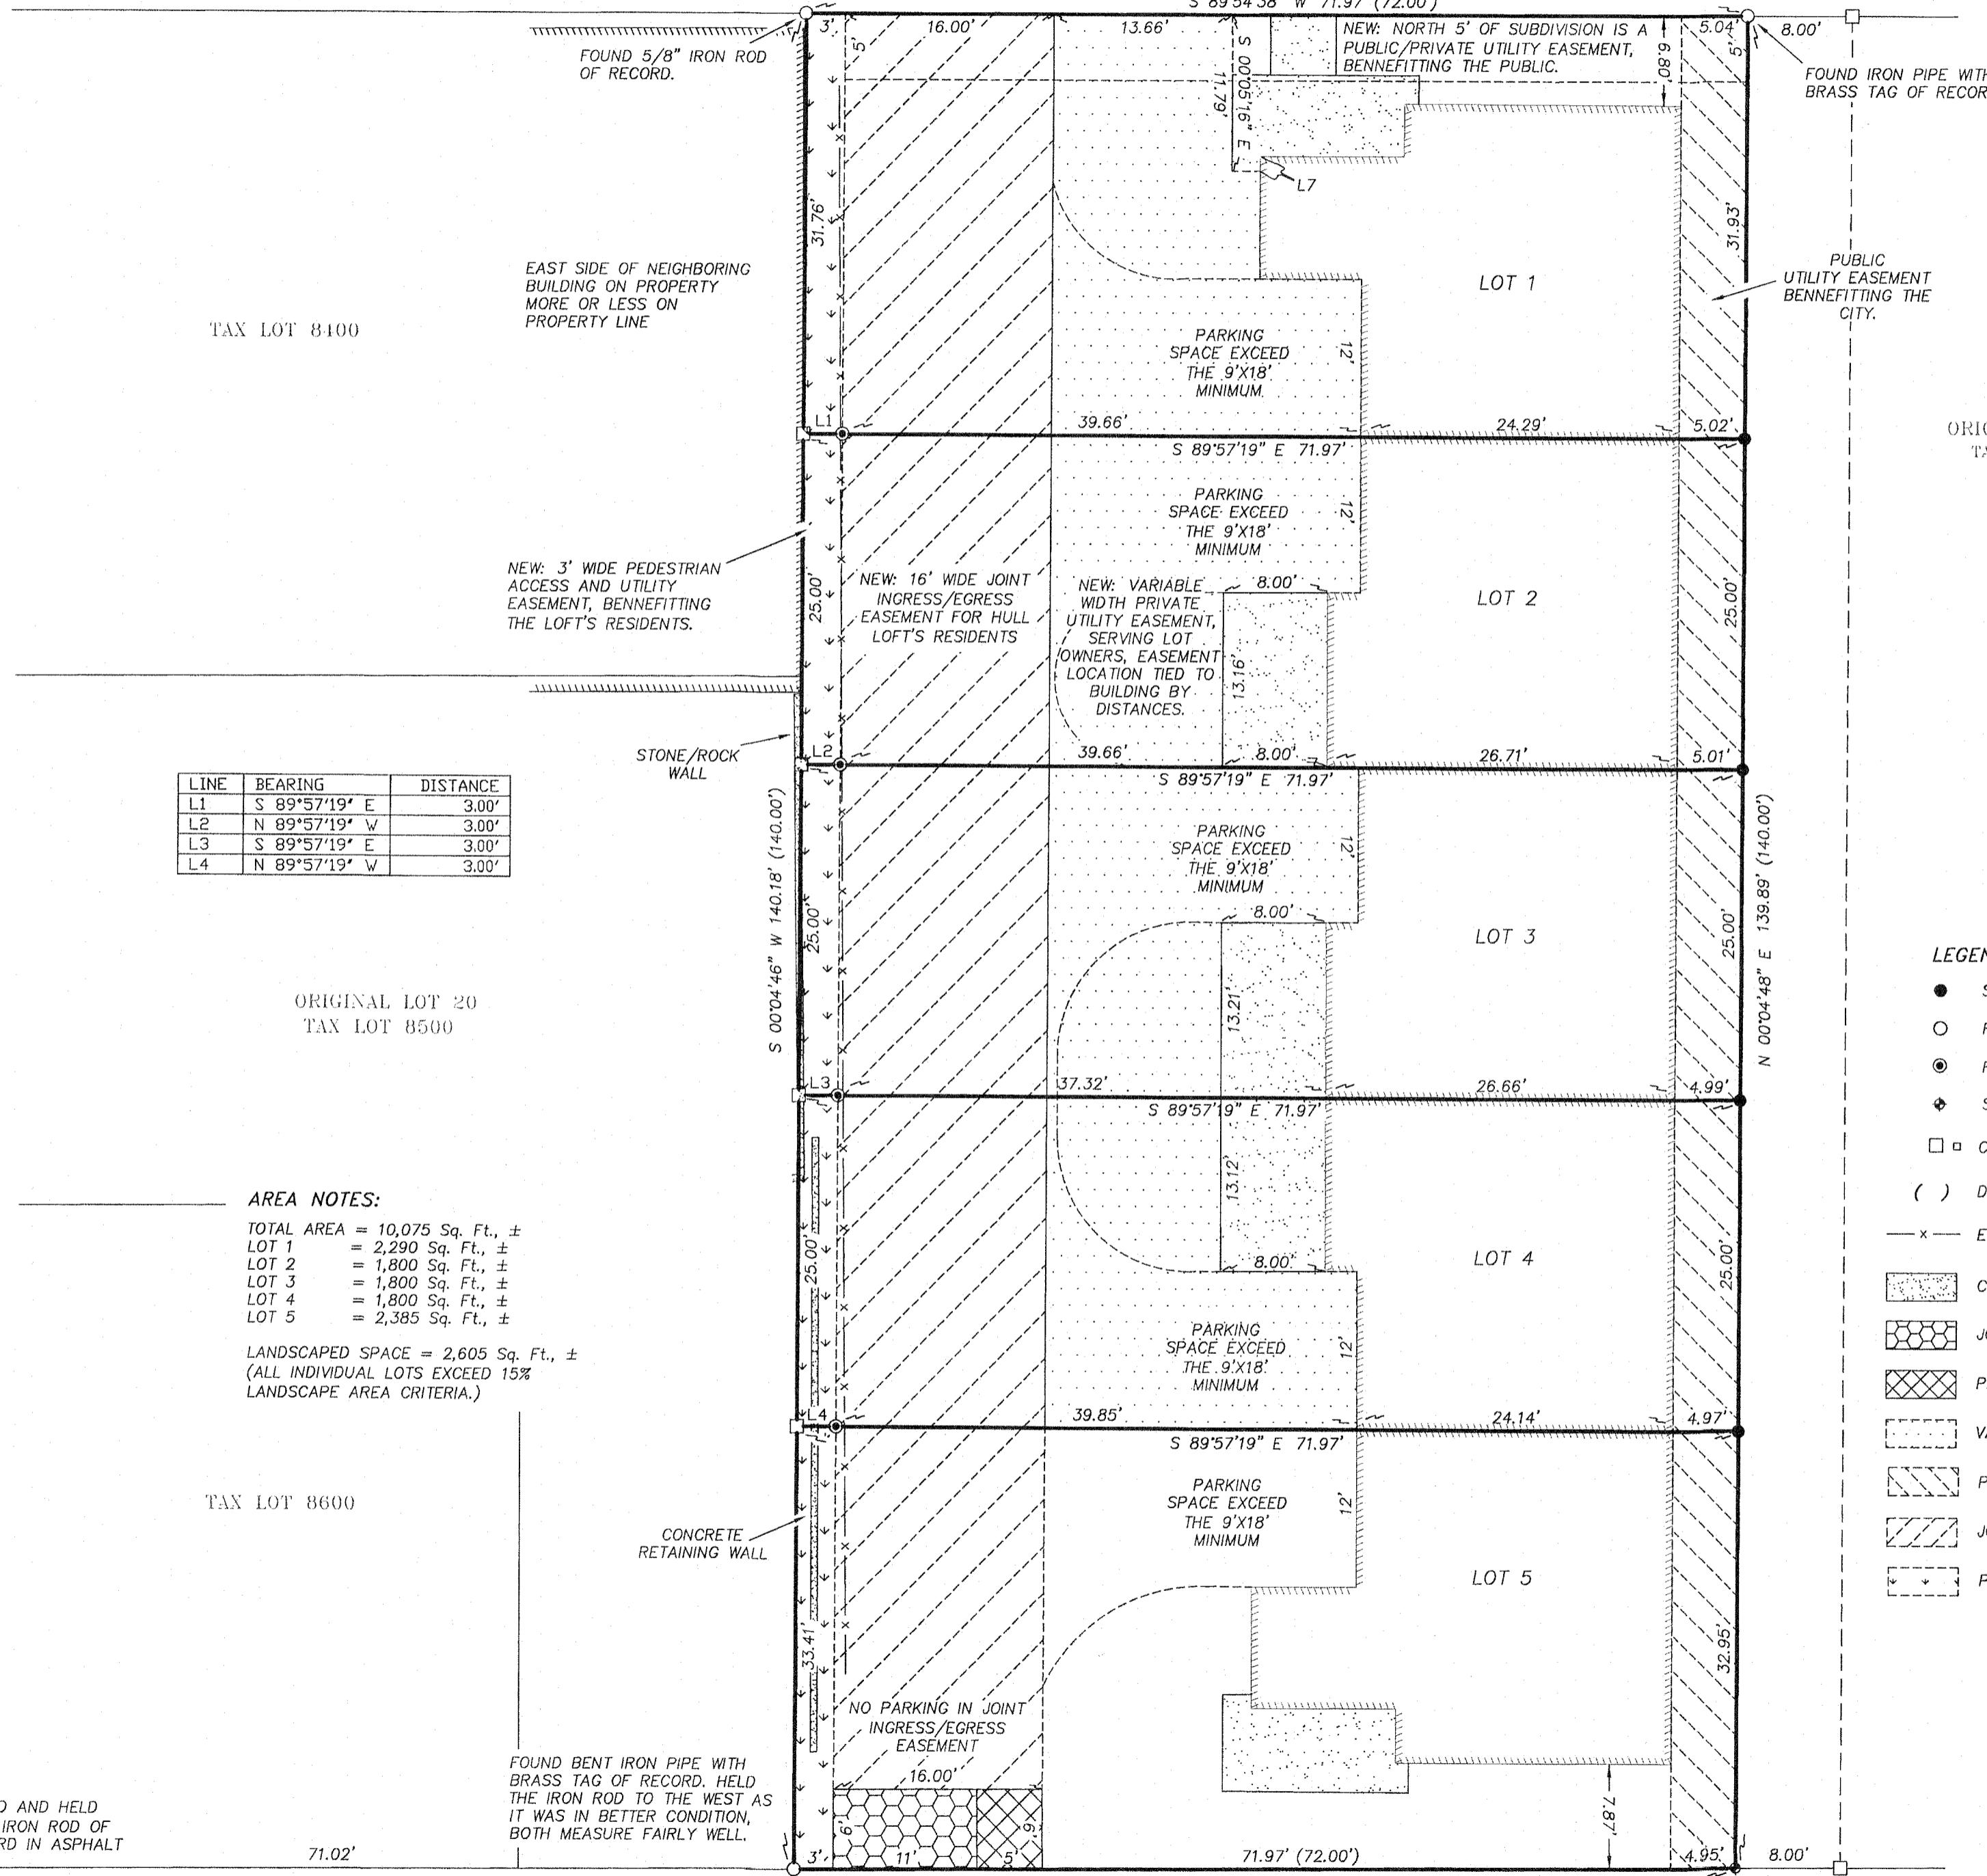 S 89°54'38" W 71.97' (72.00')
3'
16.00'
13.66'
5.04'
8.00'
5'
5'
FOUND 5/8" IRON ROD
OF RECORD.
NEW: NORTH 5' OF SUBDIVISION IS A
PUBLIC/PRIVATE UTILITY EASEMENT,
BENNEFITTING THE PUBLIC.
6.80'
S 00°05'16" E
11.79'
FOUND IRON PIPE WITH
BRASS TAG OF RECOR
L7
31.76'
31.93'
LOT 1
PUBLIC
UTILITY EASEMENT
BENNEFITTING THE
CITY.
EAST SIDE OF NEIGHBORING
BUILDING ON PROPERTY
MORE OR LESS ON
PROPERTY LINE
TAX LOT 8400
PARKING
SPACE EXCEED
THE 9'X18'
MINIMUM
12'
L1
39.66'
24.29'
5.02'
S 89°57'19" E 71.97'
ORIG
TA
PARKING
SPACE EXCEED
THE 9'X18'
MINIMUM
12'
NEW: 3' WIDE PEDESTRIAN
ACCESS AND UTILITY
EASEMENT, BENNEFITTING
THE LOFT'S RESIDENTS.
25.00'
NEW: 16' WIDE JOINT
INGRESS/EGRESS
EASEMENT FOR HULL
LOFT'S RESIDENTS
NEW: VARIABLE
WIDTH PRIVATE
UTILITY EASEMENT,
SERVING LOT
OWNERS, EASEMENT
LOCATION TIED TO
BUILDING BY
DISTANCES.
8.00'
13.16'
LOT 2
25.00'
STONE/ROCK
WALL
L2
39.66'
8.00'
26.71'
5.01'
S 89°57'19" E 71.97'
LINE BEARING DISTANCE
L1 S 89°57'19" E 3.00'
L2 N 89°57'19" W 3.00'
L3 S 89°57'19" E 3.00'
L4 N 89°57'19" W 3.00'
S 00°04'46" W 140.18' (140.00')
25.00'
PARKING
SPACE EXCEED
THE 9'X18'
MINIMUM
12'
8.00'
13.21'
LOT 3
25.00'
N 00°04'48" E 139.89' (140.00')
ORIGINAL LOT 20
TAX LOT 8500
L3
37.32'
26.66'
4.99'
S 89°57'19" E 71.97'
LEGEN
S
F
S
C
( ) D
x E
C
JO
P
VA
P
JO
P
AREA NOTES:
TOTAL AREA = 10,075 Sq. Ft., ±
LOT 1 = 2,290 Sq. Ft., ±
LOT 2 = 1,800 Sq. Ft., ±
LOT 3 = 1,800 Sq. Ft., ±
LOT 4 = 1,800 Sq. Ft., ±
LOT 5 = 2,385 Sq. Ft., ±
LANDSCAPED SPACE = 2,605 Sq. Ft., ±
(ALL INDIVIDUAL LOTS EXCEED 15%
LANDSCAPE AREA CRITERIA.)
25.00'
13.12'
8.00'
LOT 4
25.00'
PARKING
SPACE EXCEED
THE 9'X18'
MINIMUM
12'
L4
39.85'
24.14'
4.97'
S 89°57'19" E 71.97'
TAX LOT 8600
CONCRETE
RETAINING WALL
PARKING
SPACE EXCEED
THE 9'X18'
MINIMUM
12'
LOT 5
33.41'
32.95'
NO PARKING IN JOINT
INGRESS/EGRESS
EASEMENT
16.00'
FOUND BENT IRON PIPE WITH
BRASS TAG OF RECORD. HELD
THE IRON ROD TO THE WEST AS
IT WAS IN BETTER CONDITION,
BOTH MEASURE FAIRLY WELL.
D AND HELD
IRON ROD OF
RD IN ASPHALT
6'
6'
7.87'
71.02'
3'
11'
5'
71.97' (72.00')
4.95'
8.00'